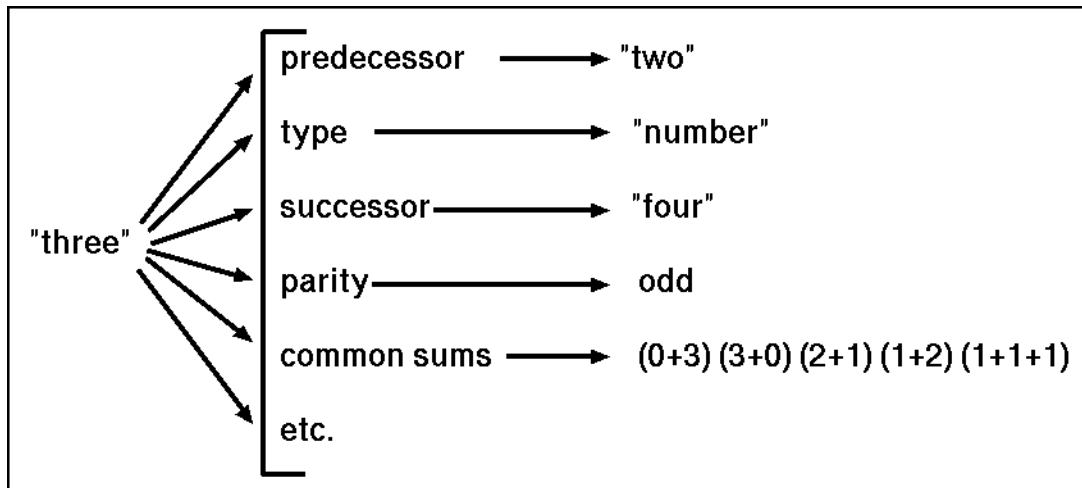 predecessor "two"
type "number"
successor "four"
"three"
parity odd
common sums (0+3) (3+0) (2+1) (1+2) (1+1+1)
etc.